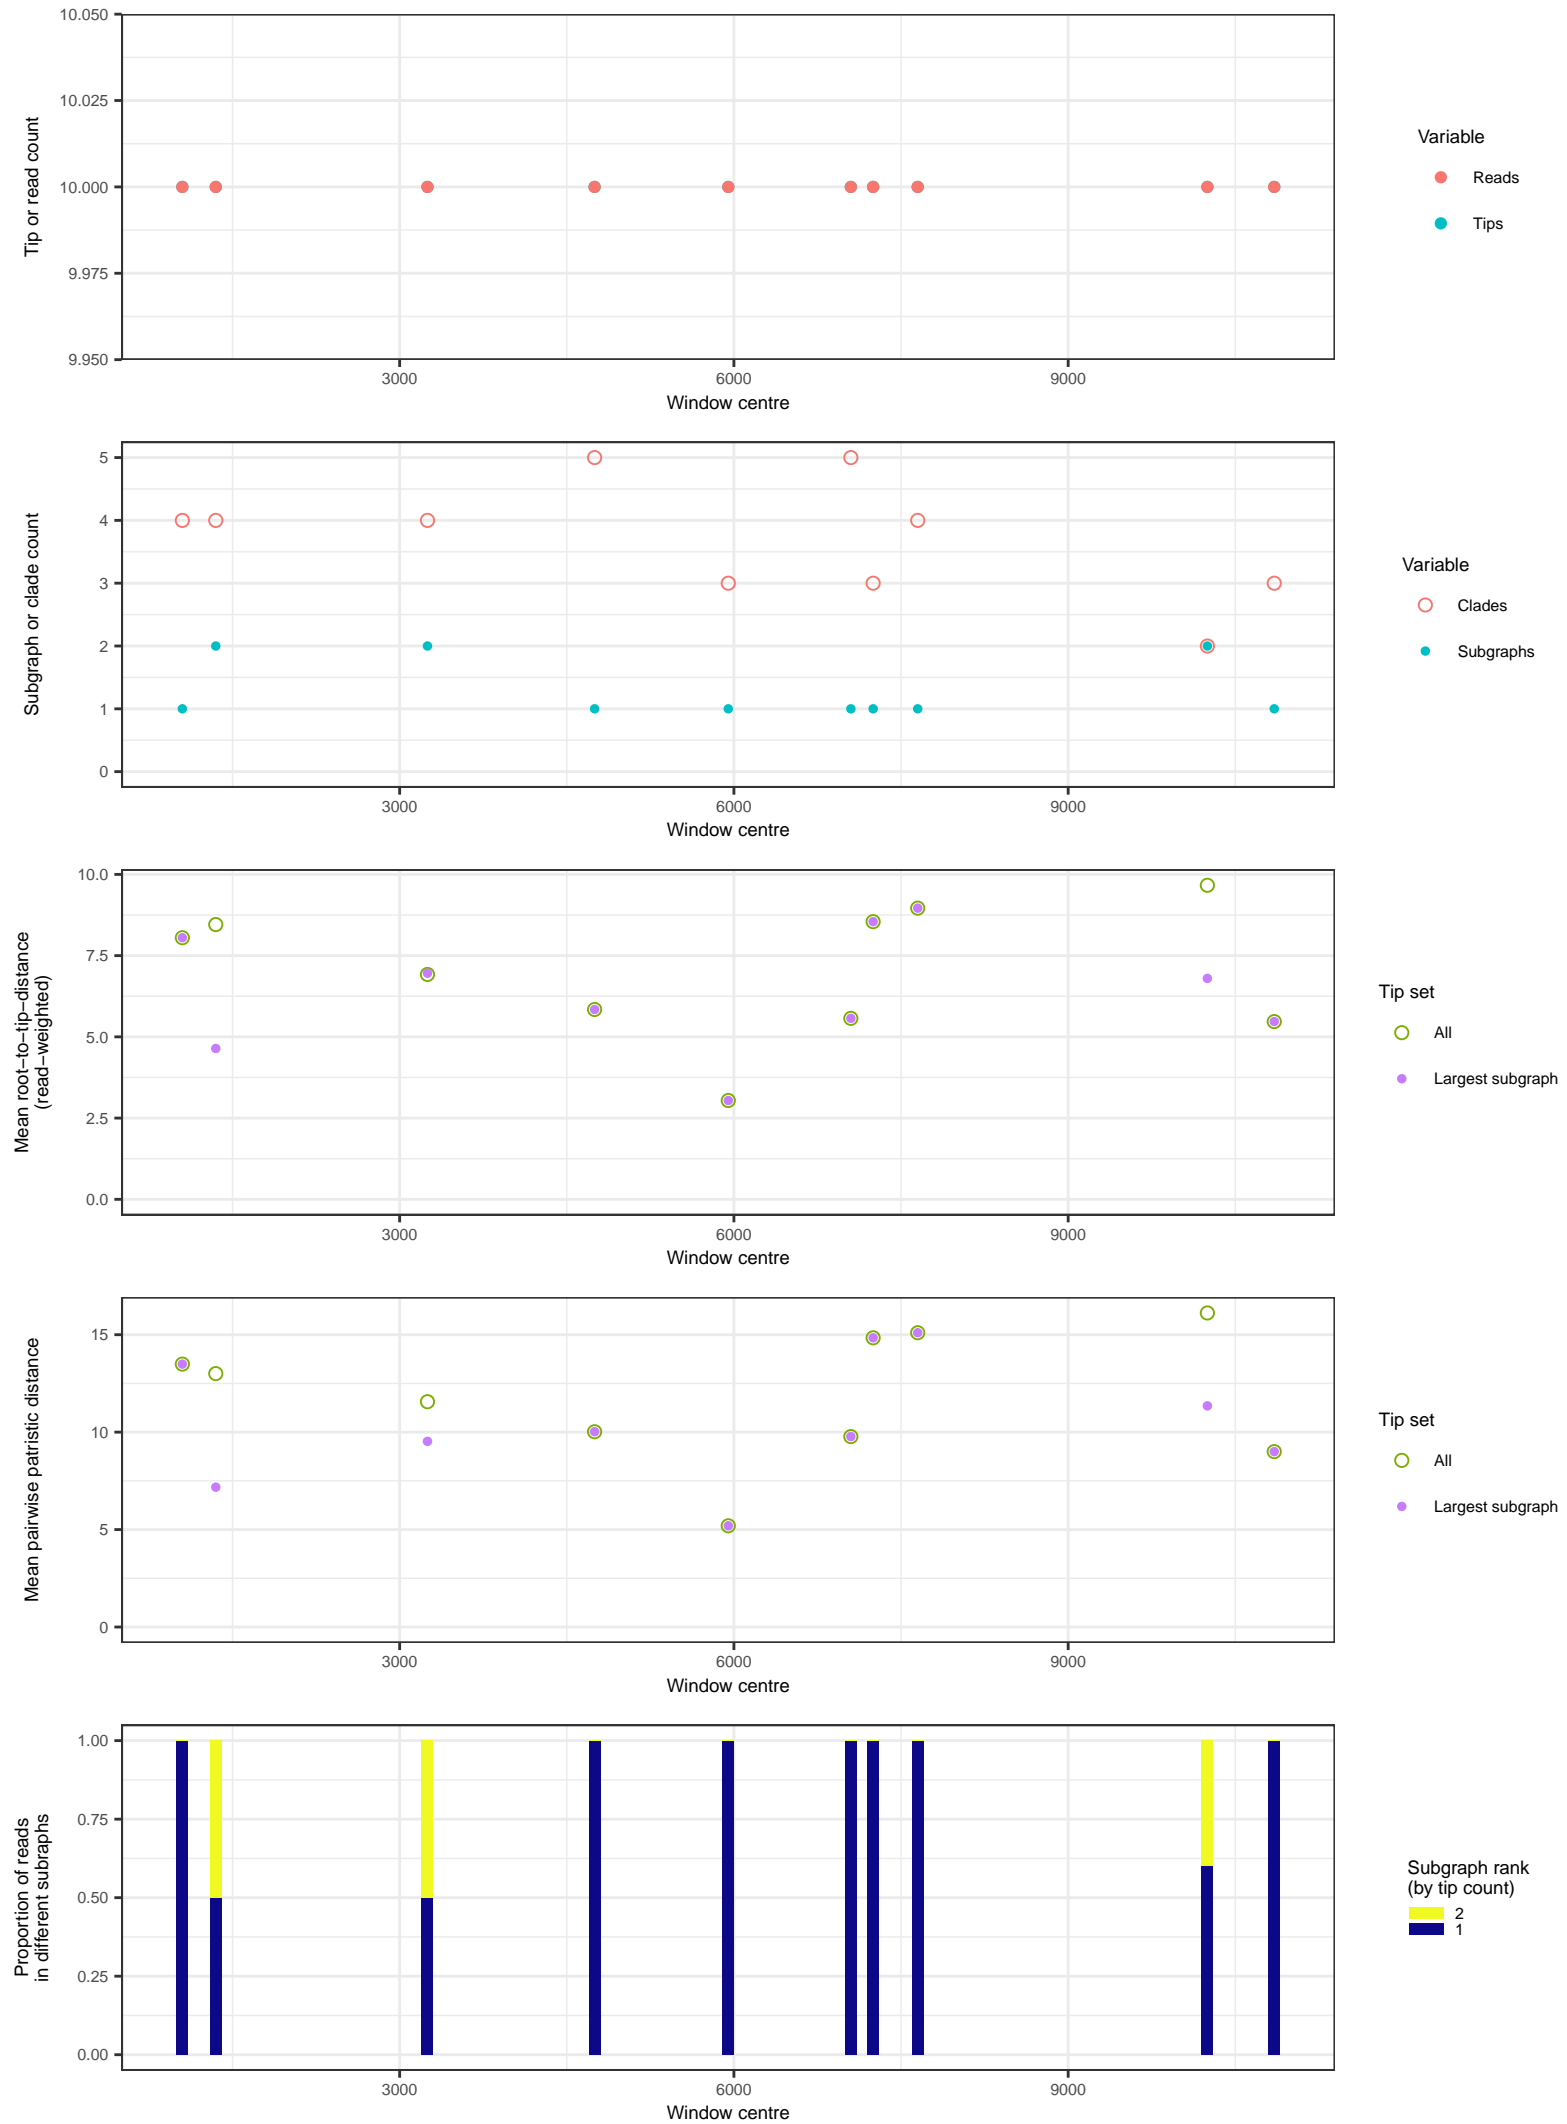 10.050
10.025
10.000
9.975
9.950
Tip or read count
3000 6000 9000
Window centre
Variable
Reads
Tips
5
4
3
2
1
0
Subgraph or clade count
3000 6000 9000
Window centre
Variable
Clades
Subgraphs
10.0
7.5
5.0
2.5
0.0
Mean root−to−tip−distance
(read−weighted)
3000 6000 9000
Window centre
Tip set
All
Largest subgraph
15
10
5
0
Mean pairwise patristic distance
3000 6000 9000
Window centre
Tip set
All
Largest subgraph
1.00
0.75
0.50
0.25
0.00
Proportion of reads
in different subraphs
3000 6000 9000
Window centre
Subgraph rank
(by tip count)
2
1